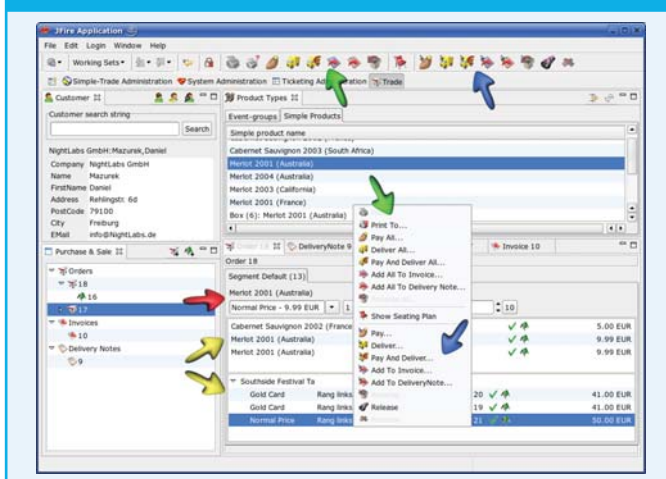 JFire Application
File Edit Login Window Help
Working Sets
Simple-Trade Administration System Administration Ticketing Trade
Customer
Customer search string
Search
NightLabs GmbH: Mazurek, Daniel
Company NightLabs GmbH
Name Mazurek
FirstName Daniel
Address Rehlingstr. 6d
PostCode 79100
City Freiburg
EMail info@NightLabs.de
Product Types
Event-groups Simple Products
Simple product name
Cabernet Sauvignon 2003 (South Africa)
Merlot 2001 (Australia)
Merlot 2004 (Australia)
Merlot 2003 (California)
Merlot 2001 (France)
Box (6): Merlot 2001 (Australia)
Purchase & Sale
Orders
18
16
17
Invoices
10
Delivery Notes
9
Order 18 DeliveryNote 9 Invoice 10
Order 18
Segment Default (13)
Merlot 2001 (Australia)
Normal Price - 9.99 EUR 1 10
Cabernet Sauvignon 2002 (France 5.00 EUR
Merlot 2001 (Australia) 9.99 EUR
Merlot 2001 (Australia) 9.99 EUR
Southside Festival Ta
Gold Card Rang links 20 41.00 EUR
Gold Card Rang links 19 41.00 EUR
Normal Price Rang links 21 50.00 EUR
Print To...
Pay All...
Deliver All...
Pay And Deliver All...
Add All To Invoice...
Add All To Delivery Note...
Show Seating Plan
Pay...
Deliver...
Pay And Deliver...
Add To Invoice...
Add To DeliveryNote...
Release